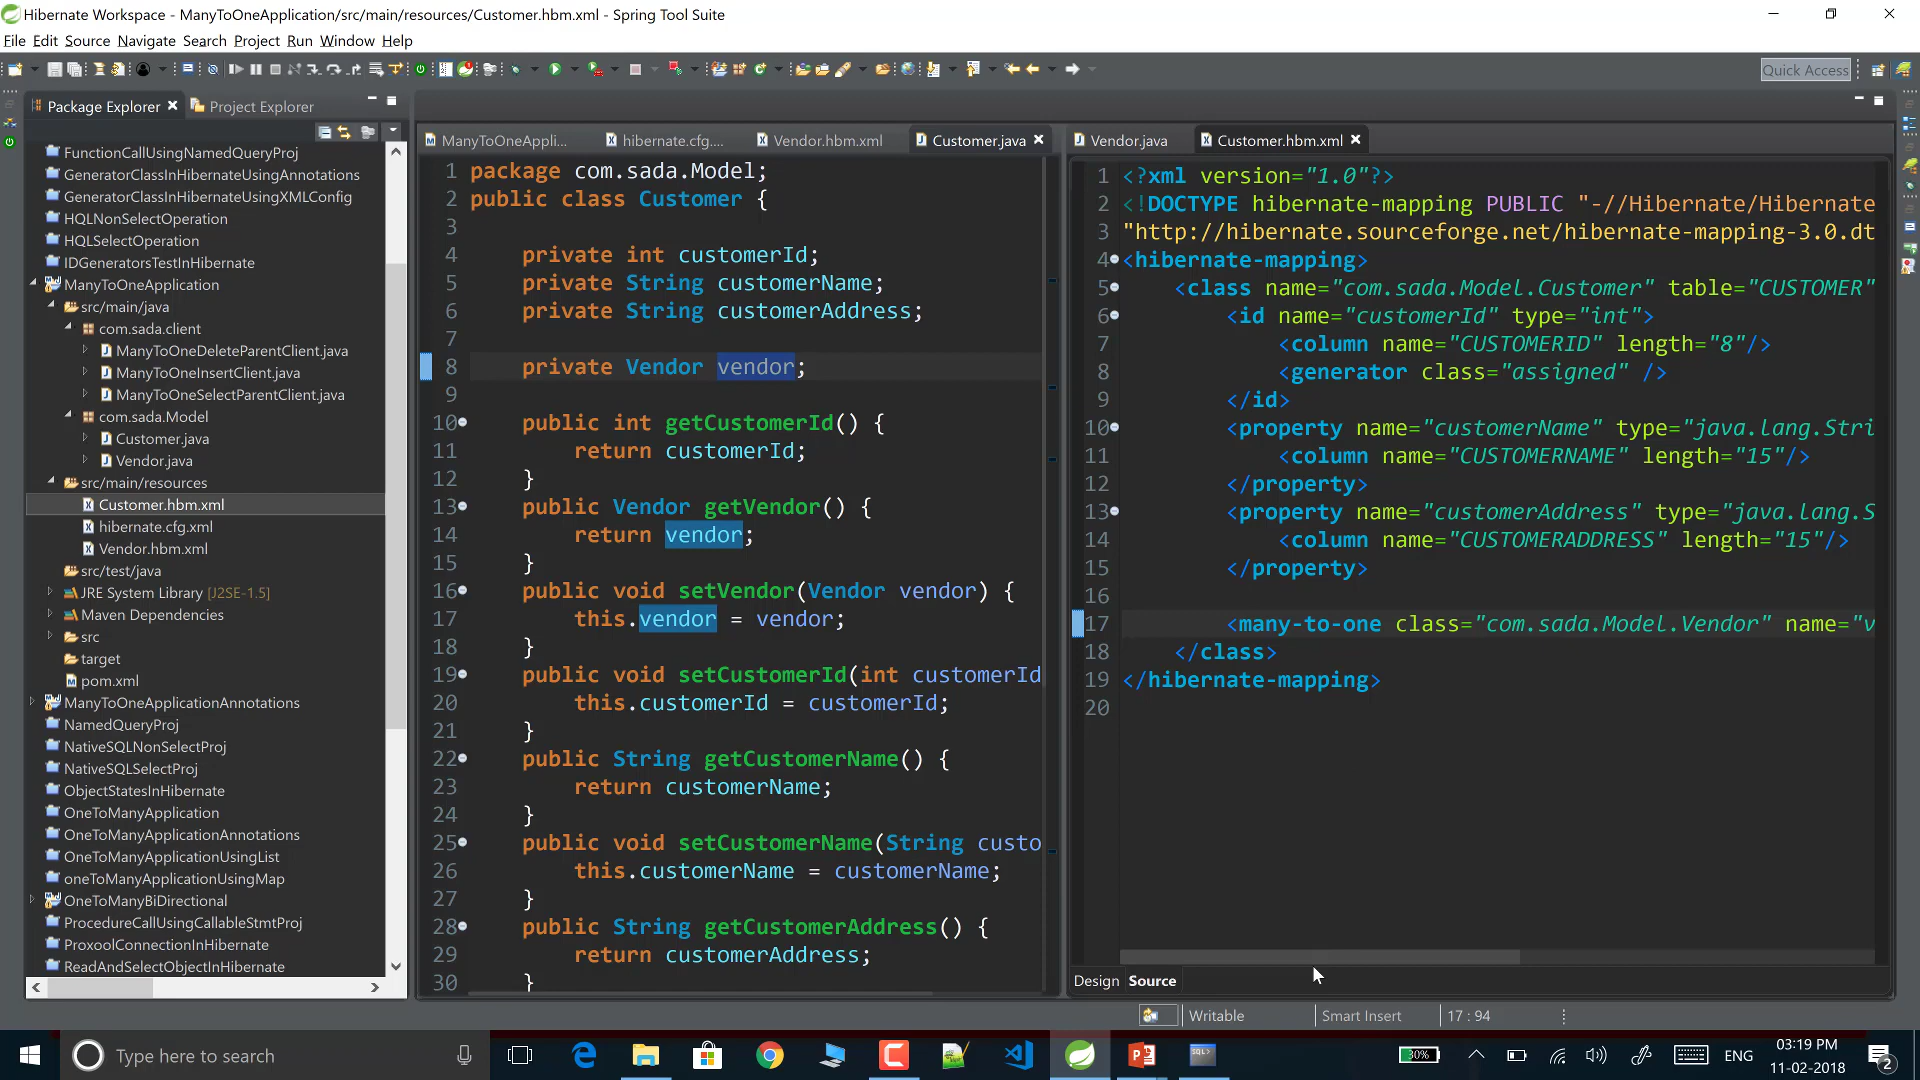 Hibernate Workspace - ManyToOneApplication/src/main/resources/Customer.hbm.xml - Spring Tool Suite
File Edit Source Navigate Search Project Run Window Help
Quick Access
Package Explorer
Project Explorer
FunctionCallUsingNamedQueryProj
GeneratorClassInHibernateUsingAnnotations
GeneratorClassInHibernateUsingXMLConfig
HQLNonSelectOperation
HQLSelectOperation
IDGeneratorsTestInHibernate
ManyToOneApplication
src/main/java
com.sada.client
ManyToOneDeleteParentClient.java
ManyToOneInsertClient.java
ManyToOneSelectParentClient.java
com.sada.Model
Customer.java
Vendor.java
src/main/resources
Customer.hbm.xml
hibernate.cfg.xml
Vendor.hbm.xml
src/test/java
JRE System Library [J2SE-1.5]
Maven Dependencies
src
target
pom.xml
ManyToOneApplicationAnnotations
NamedQueryProj
NativeSQLNonSelectProj
NativeSQLSelectProj
ObjectStatesInHibernate
OneToManyApplication
OneToManyApplicationAnnotations
OneToManyApplicationUsingList
oneToManyApplicationUsingMap
OneToManyBiDirectional
ProcedureCallUsingCallableStmtProj
ProxoolConnectionInHibernate
ReadAndSelectObjectInHibernate
ManyToOneAppli... hibernate.cfg.... Vendor.hbm.xml Customer.java
1 package com.sada.Model;
2 public class Customer {
3
4 private int customerId;
5 private String customerName;
6 private String customerAddress;
7
8 private Vendor vendor;
9
10 public int getCustomerId() {
11 return customerId;
12 }
13 public Vendor getVendor() {
14 return vendor;
15 }
16 public void setVendor(Vendor vendor) {
17 this.vendor = vendor;
18 }
19 public void setCustomerId(int customerId
20 this.customerId = customerId;
21 }
22 public String getCustomerName() {
23 return customerName;
24 }
25 public void setCustomerName(String custo
26 this.customerName = customerName;
27 }
28 public String getCustomerAddress() {
29 return customerAddress;
30 }
Vendor.java Customer.hbm.xml
1 <?xml version="1.0"?>
2 <!DOCTYPE hibernate-mapping PUBLIC "-//Hibernate/Hibernate
3 "http://hibernate.sourceforge.net/hibernate-mapping-3.0.dt
4 <hibernate-mapping>
5 <class name="com.sada.Model.Customer" table="CUSTOMER"
6 <id name="customerId" type="int">
7 <column name="CUSTOMERID" length="8"/>
8 <generator class="assigned" />
9 </id>
10 <property name="customerName" type="java.lang.Stri
11 <column name="CUSTOMERNAME" length="15"/>
12 </property>
13 <property name="customerAddress" type="java.lang.S
14 <column name="CUSTOMERADDRESS" length="15"/>
15 </property>
16
17 <many-to-one class="com.sada.Model.Vendor" name="v
18 </class>
19 </hibernate-mapping>
20
Design Source
Writable Smart Insert 17 : 94
Type here to search
30%
ENG
03:19 PM
11-02-2018
2